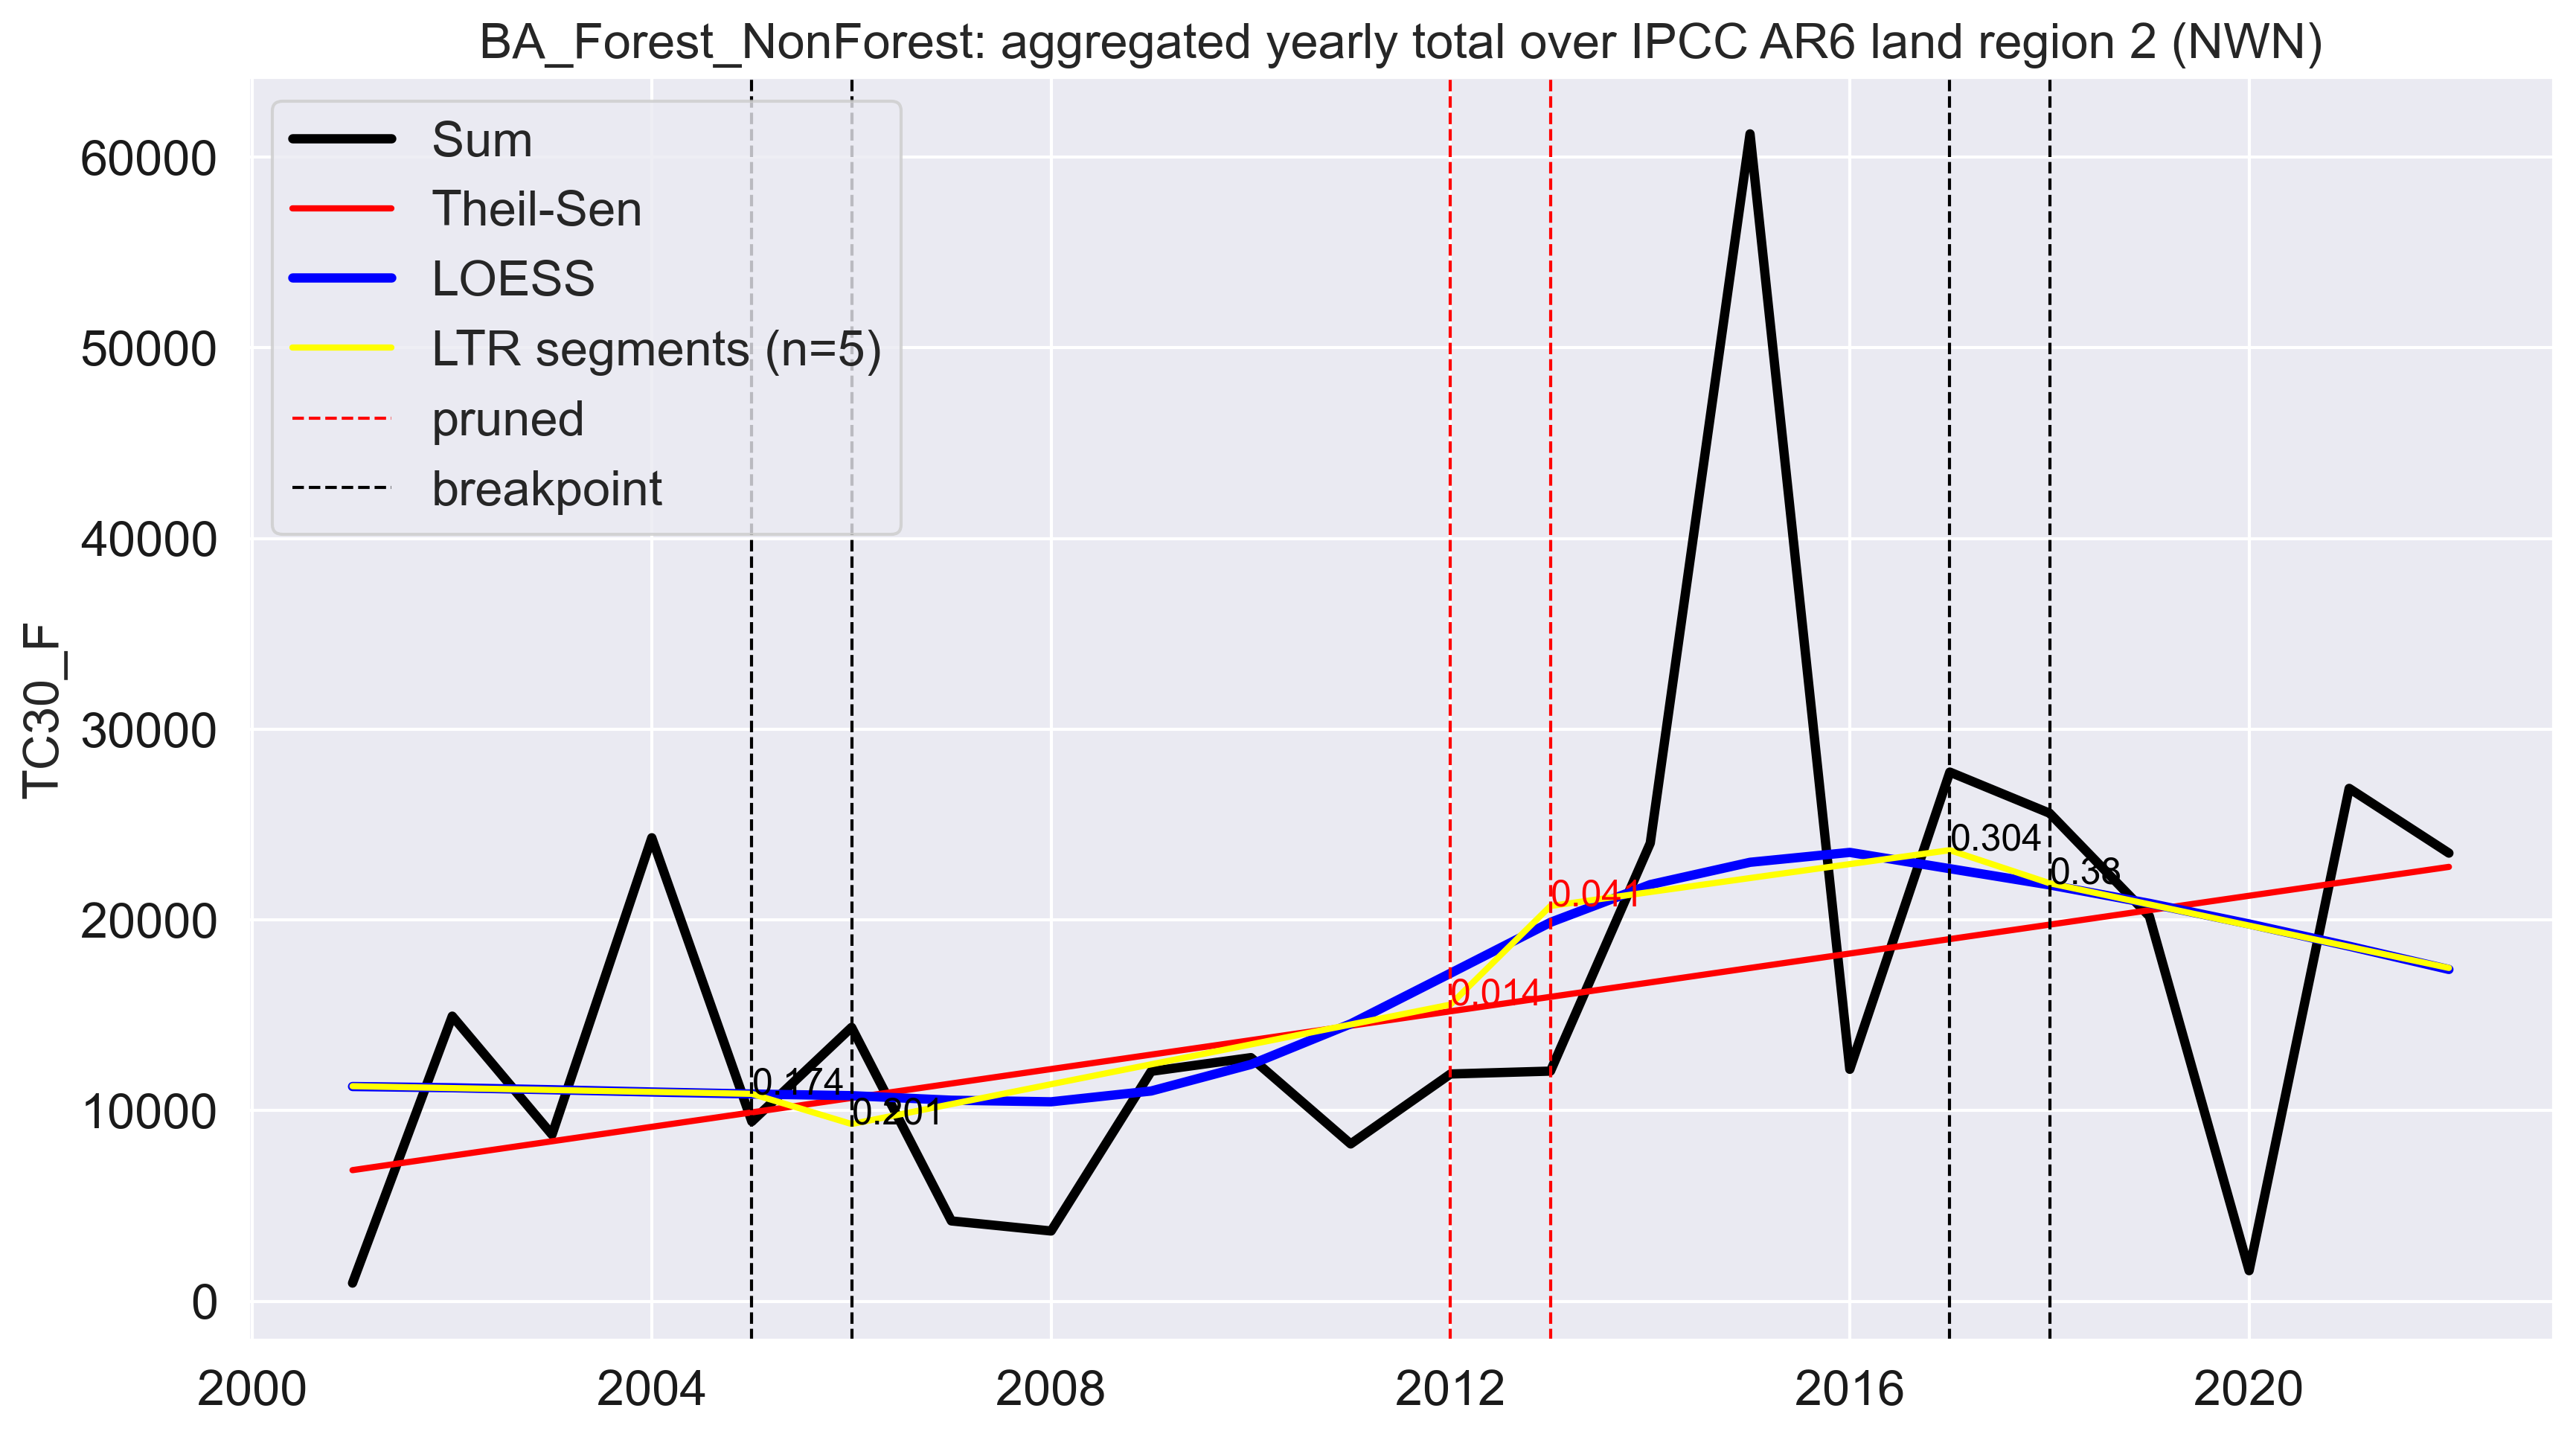 BA_Forest_NonForest: aggregated yearly total over IPCC AR6 land region 2 (NWN)
Sum
Theil-Sen
LOESS
LTR segments (n=5)
pruned
breakpoint
TC30_F
60000
50000
40000
30000
20000
10000
0
0.174
0.201
0.014
0.041
0.304
0.38
2000
2004
2008
2012
2016
2020